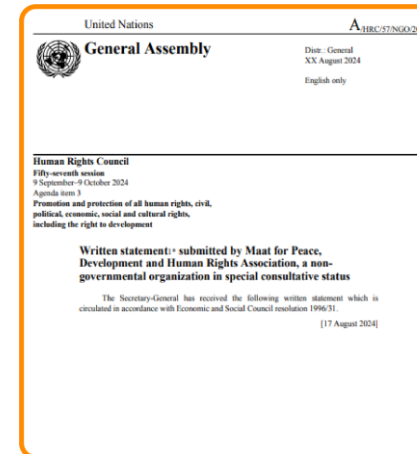 United Nations
A/HRC/57/NGO/
General Assembly
Distr.: General
XX August 2024
English only
Human Rights Council
Fifty-seventh session
9 September–9 October 2024
Agenda item 3
Promotion and protection of all human rights, civil,
political, economic, social and cultural rights,
including the right to development
Written statement* submitted by Maat for Peace,
Development and Human Rights Association, a non-
governmental organization in special consultative status
The Secretary-General has received the following written statement which is
circulated in accordance with Economic and Social Council resolution 1996/31.
[17 August 2024]